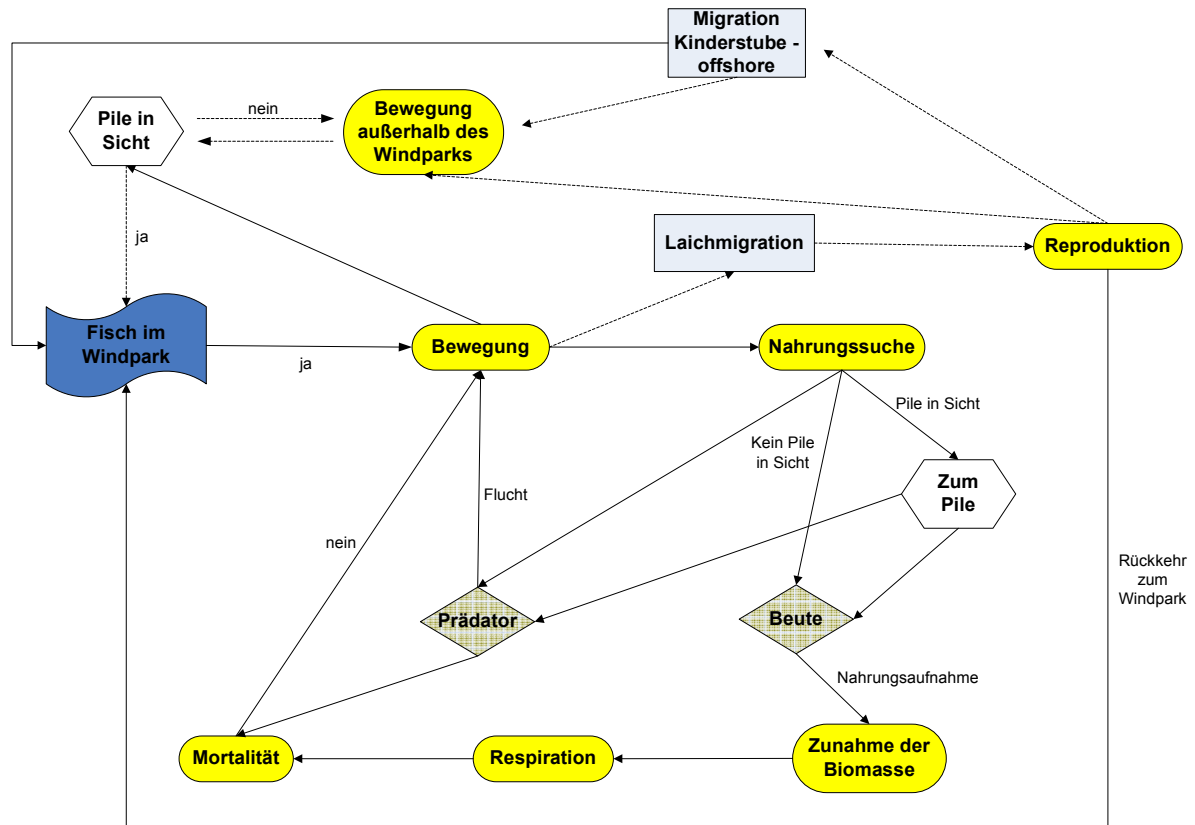 Migration
Kinderstube -
offshore
nein
Pile in
Sicht
Bewegung
außerhalb des
Windparks
ja
Laichmigration
Reproduktion
Fisch im
Windpark
ja
Bewegung
Nahrungssuche
Pile in Sicht
Kein Pile
in Sicht
Zum
Pile
Flucht
nein
Rückkehr
zum
Windpark
Prädator
Beute
Nahrungsaufnahme
Mortalität
Respiration
Zunahme der
Biomasse